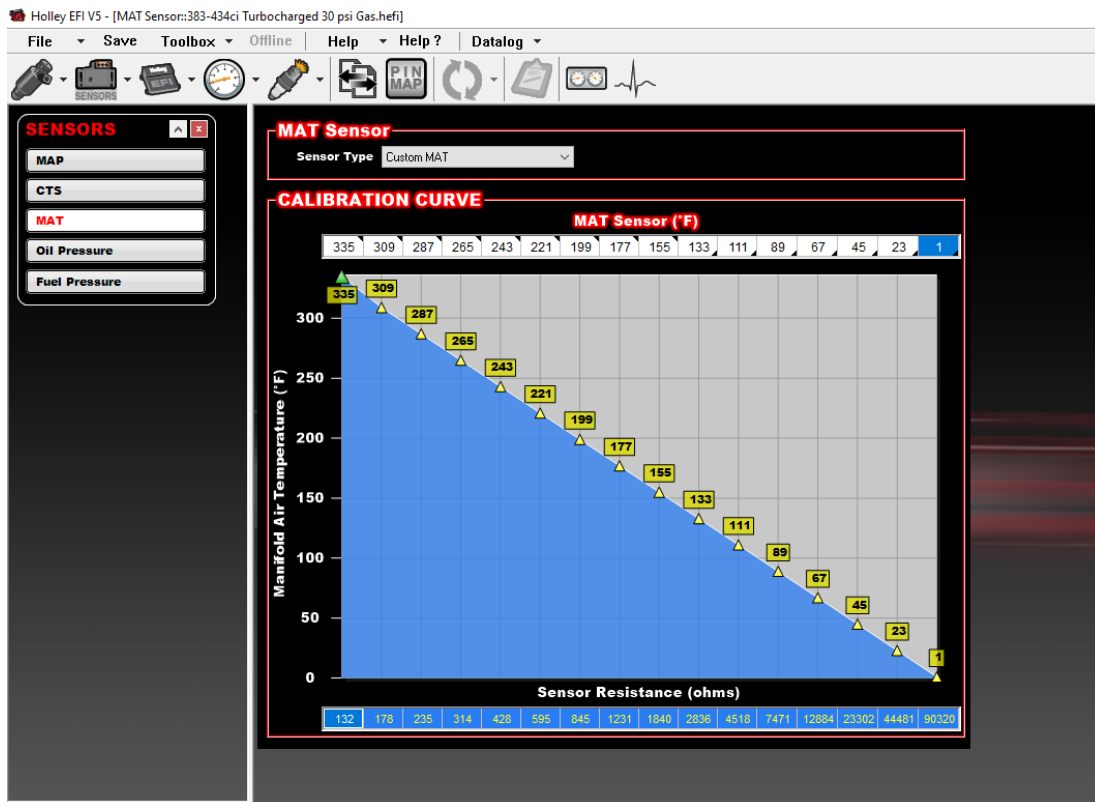 Holley EFI V5 - [MAT Sensor::383-434ci Turbocharged 30 psi Gas.hefi]
File Save Toolbox Offline Help Help ? Datalog
SENSORS EFI PIN MAP
SENSORS
MAP
CTS
MAT
Oil Pressure
Fuel Pressure
MAT Sensor
Sensor Type Custom MAT
CALIBRATION CURVE
MAT Sensor (°F)
335 309 287 265 243 221 199 177 155 133 111 89 67 45 23 1
335 309 287 265 243 221 199 177 155 133 111 89 67 45 23 1
Manifold Air Temperature (°F)
300
250
200
150
100
50
0
Sensor Resistance (ohms)
132 178 235 314 428 595 845 1231 1840 2836 4518 7471 12884 23302 44481 90320